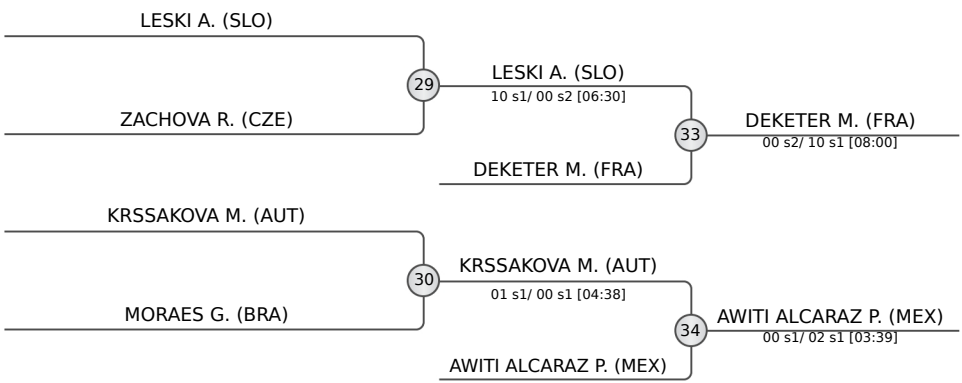 LESKI A. (SLO)
29
ZACHOVA R. (CZE)
LESKI A. (SLO)
10 s1/ 00 s2 [06:30]
33
DEKETER M. (FRA)
DEKETER M. (FRA)
00 s2/ 10 s1 [08:00]
KRSSAKOVA M. (AUT)
30
MORAES G. (BRA)
KRSSAKOVA M. (AUT)
01 s1/ 00 s1 [04:38]
34
AWITI ALCARAZ P. (MEX)
AWITI ALCARAZ P. (MEX)
00 s1/ 02 s1 [03:39]